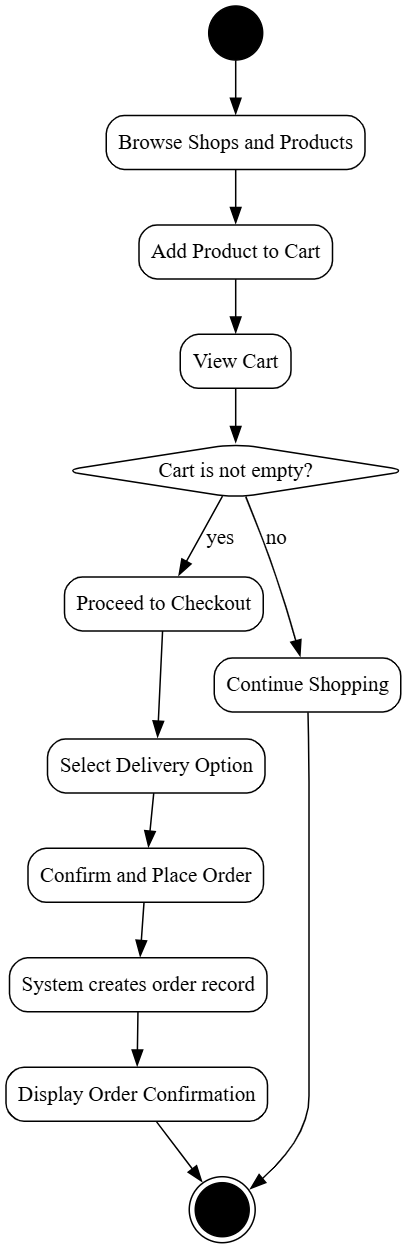 Browse Shops and Products
Add Product to Cart
View Cart
Cart is not empty?
yes
no
Proceed to Checkout
Continue Shopping
Select Delivery Option
Confirm and Place Order
System creates order record
Display Order Confirmation